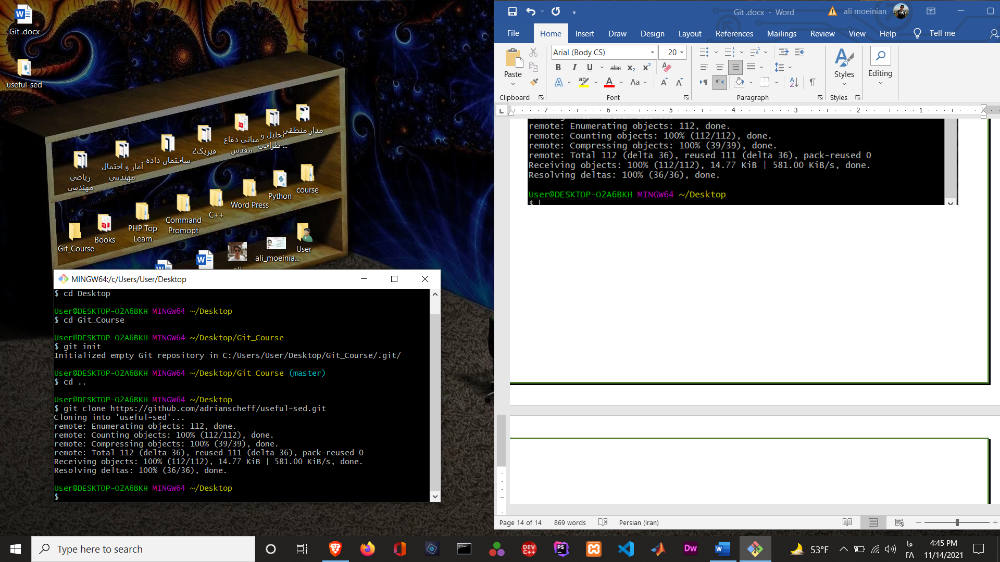 Git .docx
useful-sed
مدار منطقی
تحلیل و
طراحی ...
مبانی دفاع
مقدس
فیزیک2
ساختمان داده
آمار و احتمال
مهندسی
ریاضی
مهندسی
course
Python
Word Press
C++
Command
Promopt
PHP Top
Learn
Books
Git_Course
User
ali_moeinia...
MINGW64:/c/Users/User/Desktop
$ cd Desktop
User@DESKTOP-O2A6BKH MINGW64 ~/Desktop
$ cd Git_Course
User@DESKTOP-O2A6BKH MINGW64 ~/Desktop/Git_Course
$ git init
Initialized empty Git repository in C:/Users/User/Desktop/Git_Course/.git/
User@DESKTOP-O2A6BKH MINGW64 ~/Desktop/Git_Course (master)
$ cd ..
User@DESKTOP-O2A6BKH MINGW64 ~/Desktop
$ git clone https://github.com/adrianscheff/useful-sed.git
Cloning into 'useful-sed'...
remote: Enumerating objects: 112, done.
remote: Counting objects: 100% (112/112), done.
remote: Compressing objects: 100% (39/39), done.
remote: Total 112 (delta 36), reused 111 (delta 36), pack-reused 0
Receiving objects: 100% (112/112), 14.77 KiB | 581.00 KiB/s, done.
Resolving deltas: 100% (36/36), done.
User@DESKTOP-O2A6BKH MINGW64 ~/Desktop
$
Git .docx - Word
ali moeinian
File Home Insert Draw Design Layout References Mailings Review View Help Tell me
Arial (Body CS) 20
Paste
Styles
Editing
Clipboard Font Paragraph Styles
7 6 5 4 3 2 1
remote: Enumerating objects: 112, done.
remote: Counting objects: 100% (112/112), done.
remote: Compressing objects: 100% (39/39), done.
remote: Total 112 (delta 36), reused 111 (delta 36), pack-reused 0
Receiving objects: 100% (112/112), 14.77 KiB | 581.00 KiB/s, done.
Resolving deltas: 100% (36/36), done.
User@DESKTOP-O2A6BKH MINGW64 ~/Desktop
$
Page 14 of 14 869 words Persian (Iran)
Type here to search
53°F
فا
FA
4:45 PM
11/14/2021